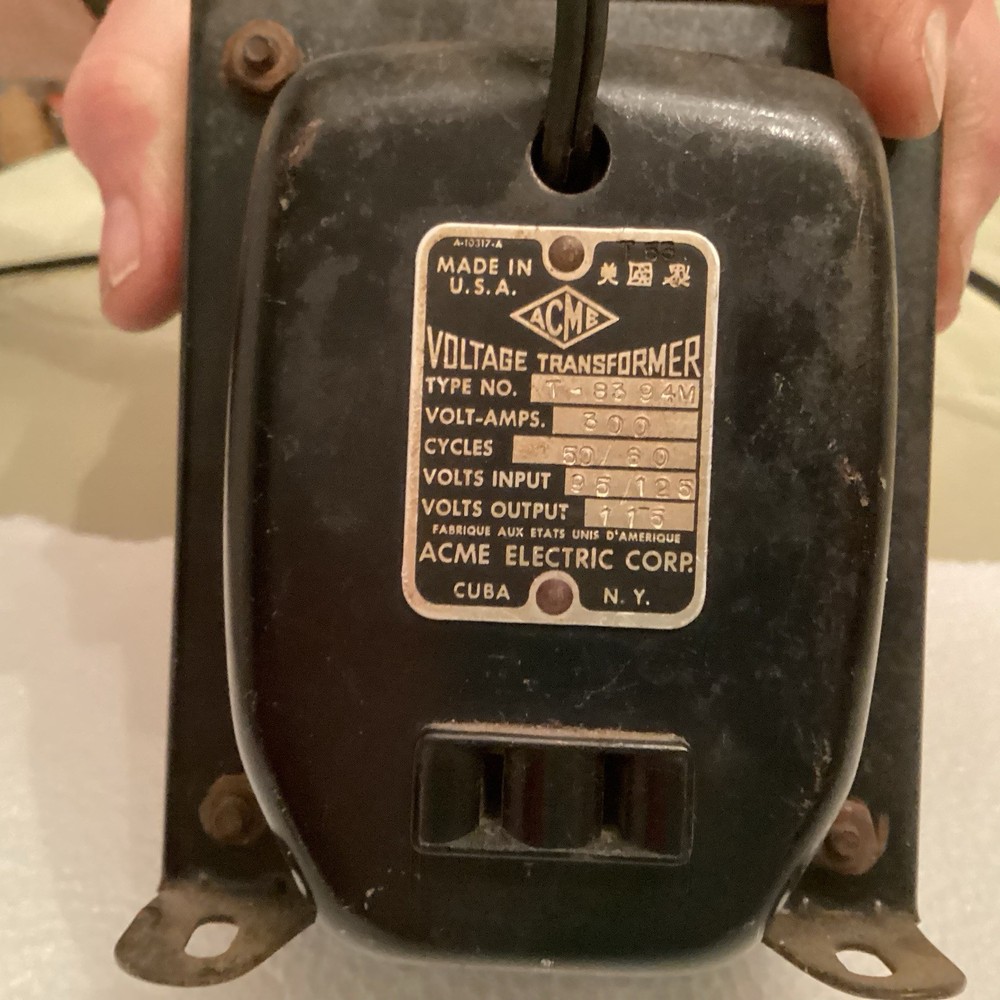 A-10317-A
MADE IN
U.S.A.
美國製
ACME
VOLTAGE TRANSFORMER
TYPE NO. T-8394M
VOLT-AMPS. 300
CYCLES 50/60
VOLTS INPUT 95/125
VOLTS OUTPUT 115
FABRIQUE AUX ETATS UNIS D'AMERIQUE
ACME ELECTRIC CORP.
CUBA N.Y.